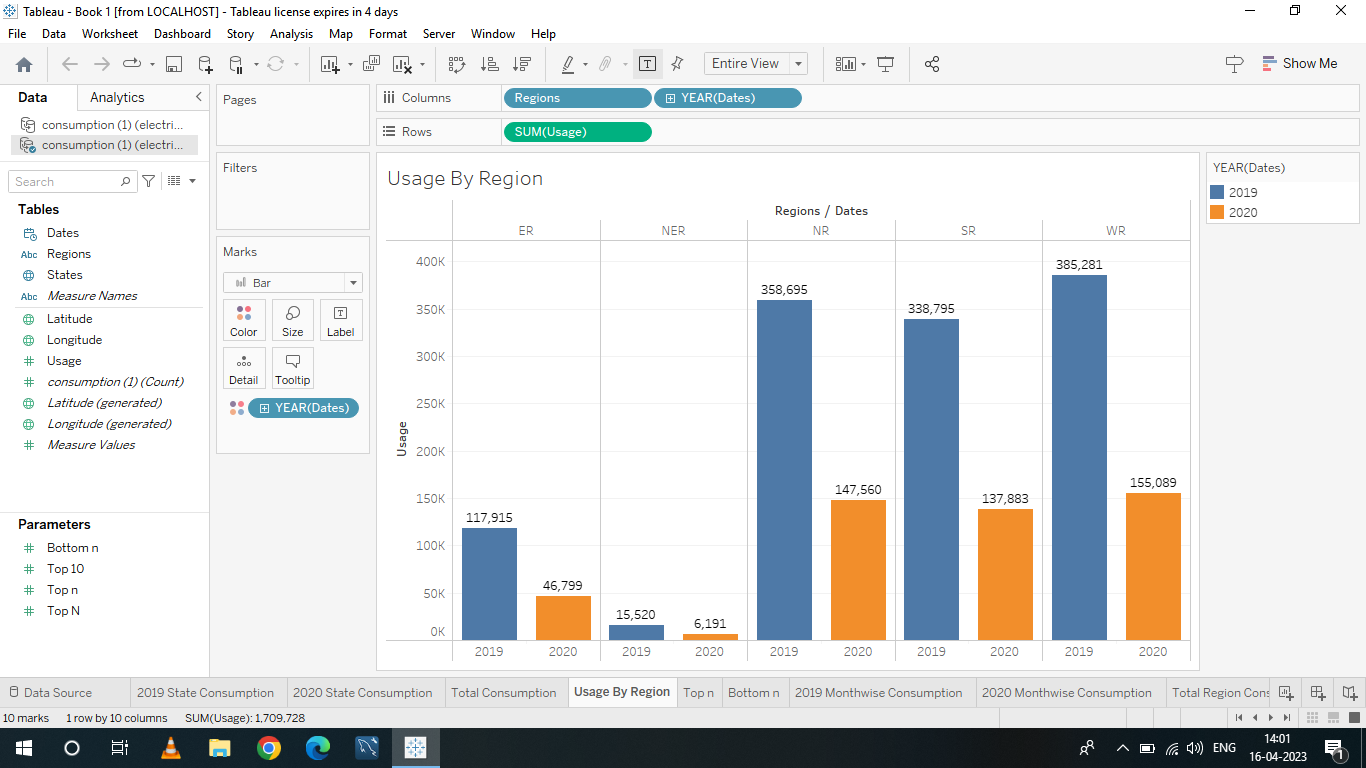 Tableau - Book 1 [from LOCALHOST] - Tableau license expires in 4 days
File Data Worksheet Dashboard Story Analysis Map Format Server Window Help
Entire View
Show Me
Data Analytics
consumption (1) (electri...
consumption (1) (electri...
Search
Tables
Dates
Abc Regions
States
Abc Measure Names
Latitude
Longitude
Usage
consumption (1) (Count)
Latitude (generated)
Longitude (generated)
Measure Values
Parameters
Bottom n
Top 10
Top n
Top N
Pages
Filters
Marks
Bar
Color Size Label
Detail Tooltip
YEAR(Dates)
Columns Regions YEAR(Dates)
Rows SUM(Usage)
Usage By Region
Regions / Dates
ER NER NR SR WR
Usage
400K
350K
300K
250K
200K
150K
100K
50K
0K
117,915
46,799
15,520
6,191
358,695
147,560
338,795
137,883
385,281
155,089
2019 2020 2019 2020 2019 2020 2019 2020 2019 2020
YEAR(Dates)
2019
2020
Data Source 2019 State Consumption 2020 State Consumption Total Consumption Usage By Region Top n Bottom n 2019 Monthwise Consumption 2020 Monthwise Consumption Total Region Cons
10 marks 1 row by 10 columns SUM(Usage): 1,709,728
ENG
14:01
16-04-2023
1